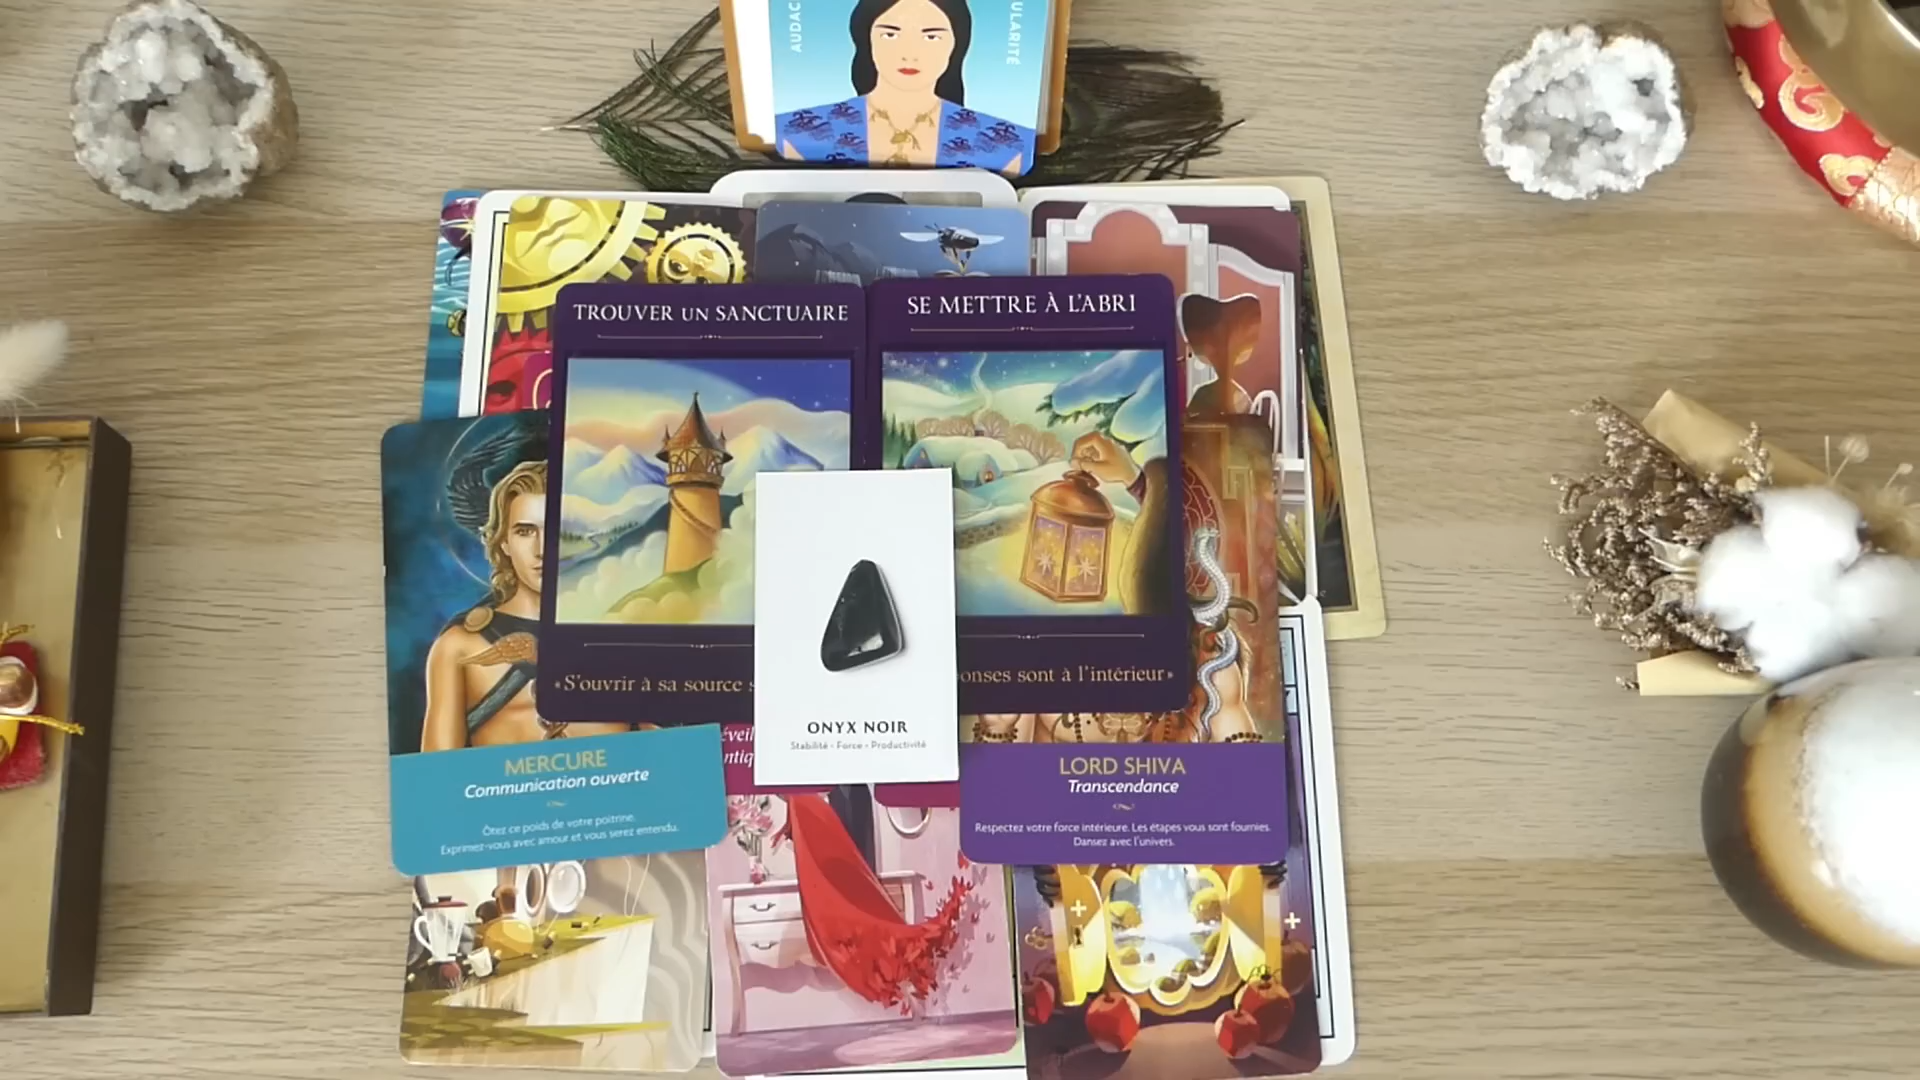 AUDAC
ULARITÉ
TROUVER UN SANCTUAIRE
SE METTRE À L'ABRI
«S'ouvrir à sa source
onses sont à l'intérieur»
ONYX NOIR
Stabilité - Force - Productivité
MERCURE
Communication ouverte
Ôtez ce poids de votre poitrine.
Exprimez-vous avec amour et vous serez entendu.
LORD SHIVA
Transcendance
Respectez votre force intérieure. Les étapes vous sont fournies.
Dansez avec l'univers.